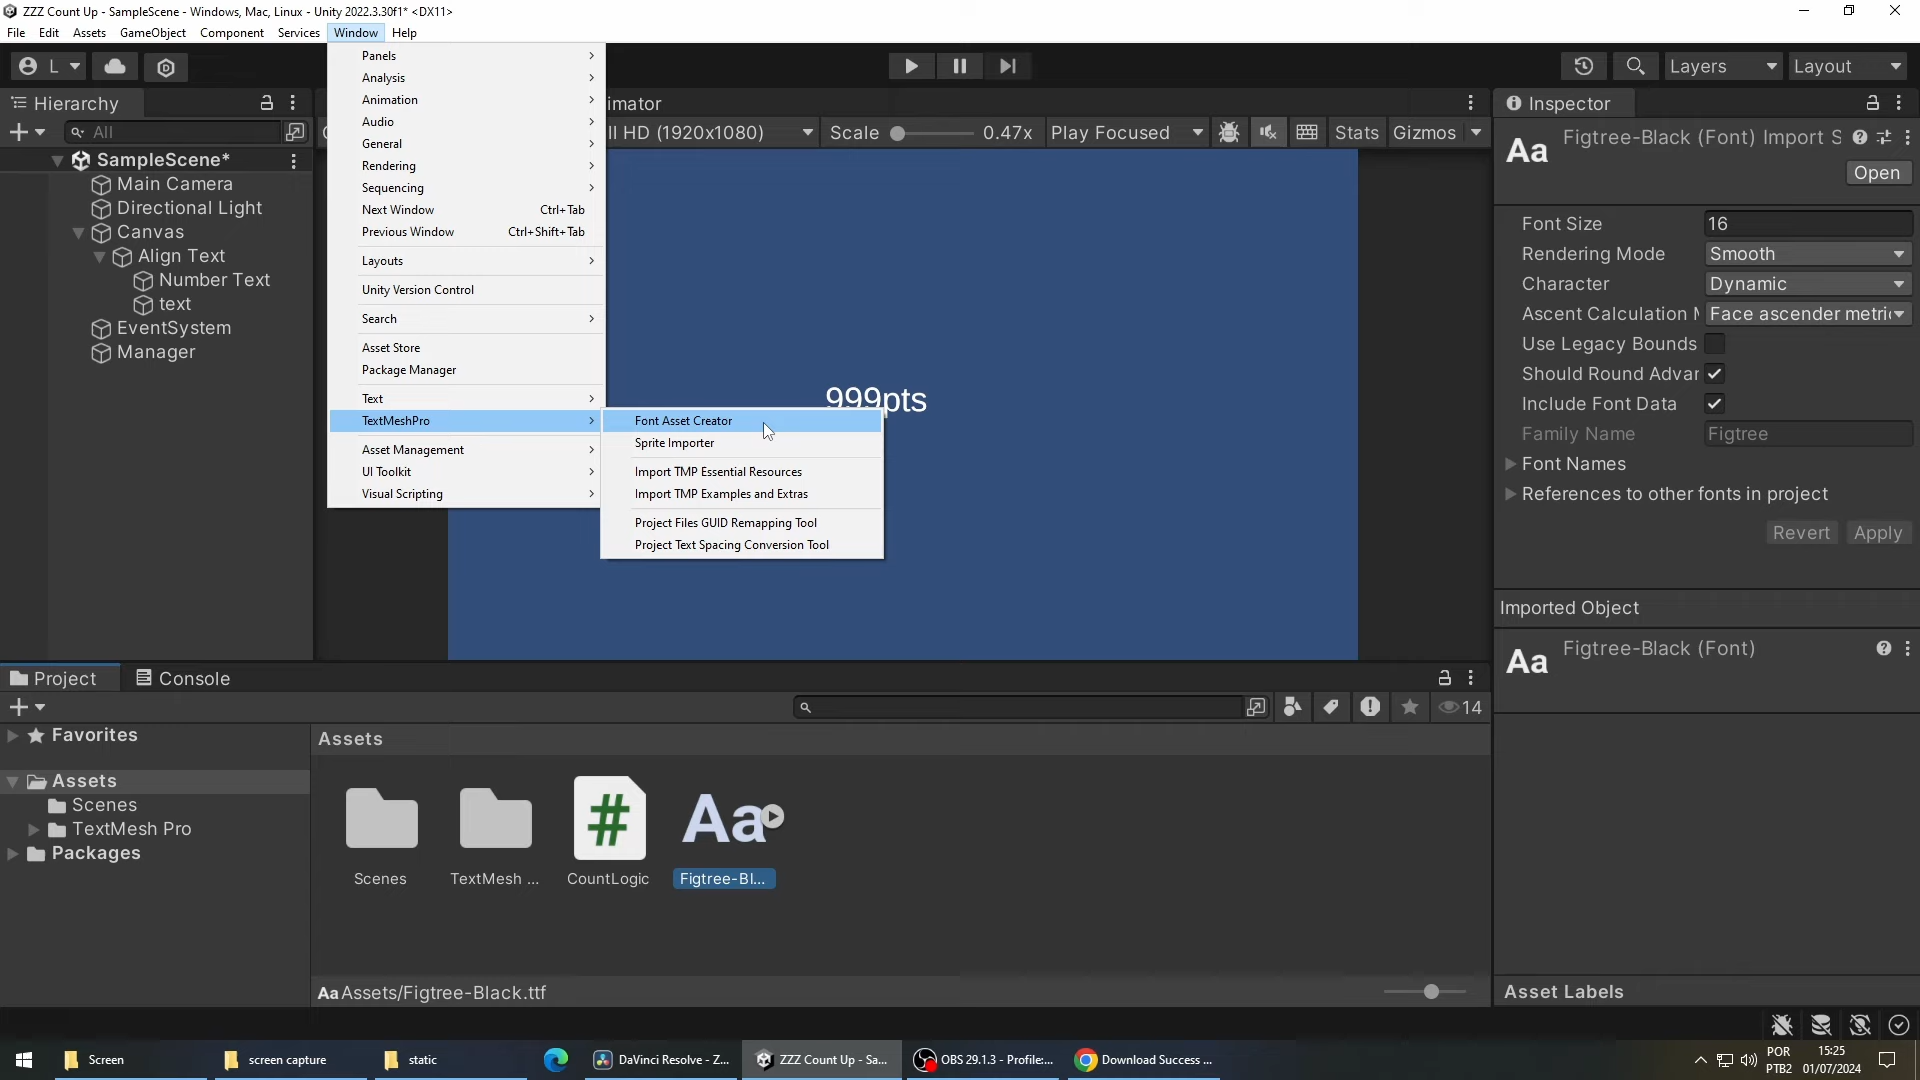 ZZZ Count Up - SampleScene - Windows, Mac, Linux - Unity 2022.3.30f1* <DX11>
File Edit Assets GameObject Component Services Window Help
L
Layers
Layout
Panels
Analysis
Animation
Audio
General
Rendering
Sequencing
Next Window Ctrl+Tab
Previous Window Ctrl+Shift+Tab
Layouts
Unity Version Control
Search
Asset Store
Package Manager
Text
TextMeshPro
Asset Management
UI Toolkit
Visual Scripting
Font Asset Creator
Sprite Importer
Import TMP Essential Resources
Import TMP Examples and Extras
Project Files GUID Remapping Tool
Project Text Spacing Conversion Tool
Hierarchy
All
SampleScene*
Main Camera
Directional Light
Canvas
Align Text
Number Text
text
EventSystem
Manager
imator
ll HD (1920x1080) Scale 0.47x Play Focused Stats Gizmos
999pts
Inspector
Aa Figtree-Black (Font) Import S
Open
Font Size 16
Rendering Mode Smooth
Character Dynamic
Ascent Calculation M Face ascender metri
Use Legacy Bounds
Should Round Advar
Include Font Data
Family Name Figtree
Font Names
References to other fonts in project
Revert Apply
Imported Object
Aa Figtree-Black (Font)
Asset Labels
Project Console
14
Favorites
Assets
Scenes
TextMesh Pro
Packages
Assets
#
Aa
Scenes TextMesh ... CountLogic Figtree-Bl...
Aa Assets/Figtree-Black.ttf
Screen screen capture static DaVinci Resolve - Z... ZZZ Count Up - Sa... OBS 29.1.3 - Profile:... Download Success ...
POR
PTB2
15:25
01/07/2024